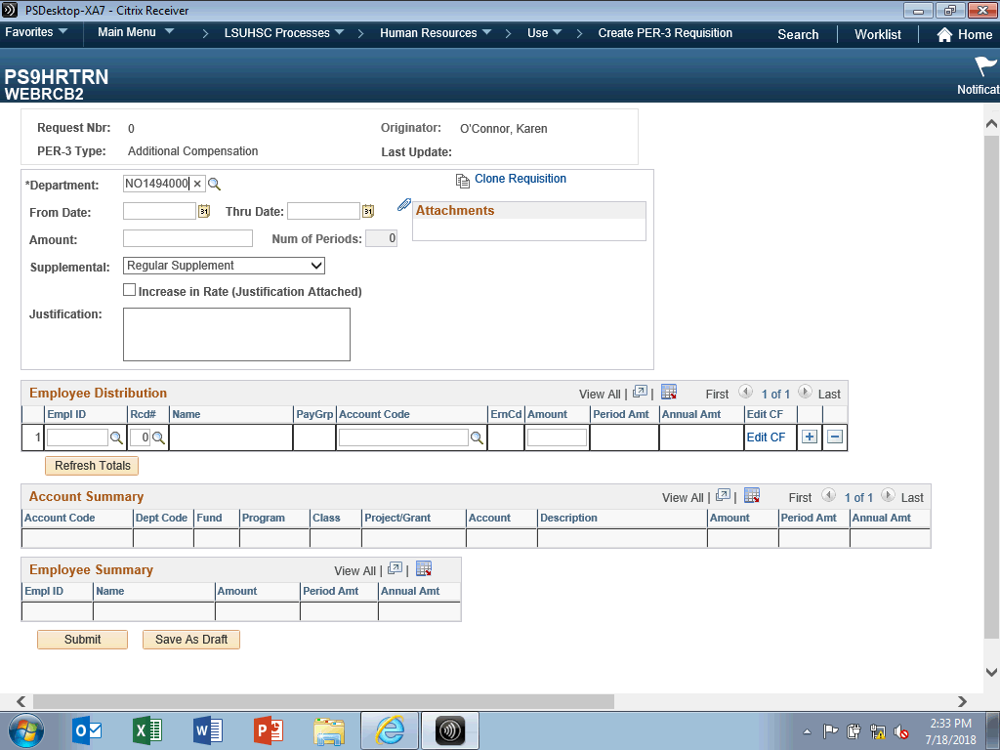 PSDesktop-XA7 - Citrix Receiver
Favorites Main Menu LSUHSC Processes Human Resources Use Create PER-3 Requisition Search Worklist Home
PS9HRTRN
WEBRCB2
Notificat
Request Nbr: 0 Originator: O'Connor, Karen
PER-3 Type: Additional Compensation Last Update:
*Department: NO1494000 Clone Requisition
From Date: 31 Thru Date: 31 Attachments
Amount: Num of Periods: 0
Supplemental: Regular Supplement
Increase in Rate (Justification Attached)
Justification:
Employee Distribution View All | | First 1 of 1 Last
Empl ID Rcd# Name PayGrp Account Code ErnCd Amount Period Amt Annual Amt Edit CF
1 0 Edit CF + −
Refresh Totals
Account Summary View All | | First 1 of 1 Last
Account Code Dept Code Fund Program Class Project/Grant Account Description Amount Period Amt Annual Amt
Employee Summary View All | |
Empl ID Name Amount Period Amt Annual Amt
Submit Save As Draft
2:33 PM
7/18/2018